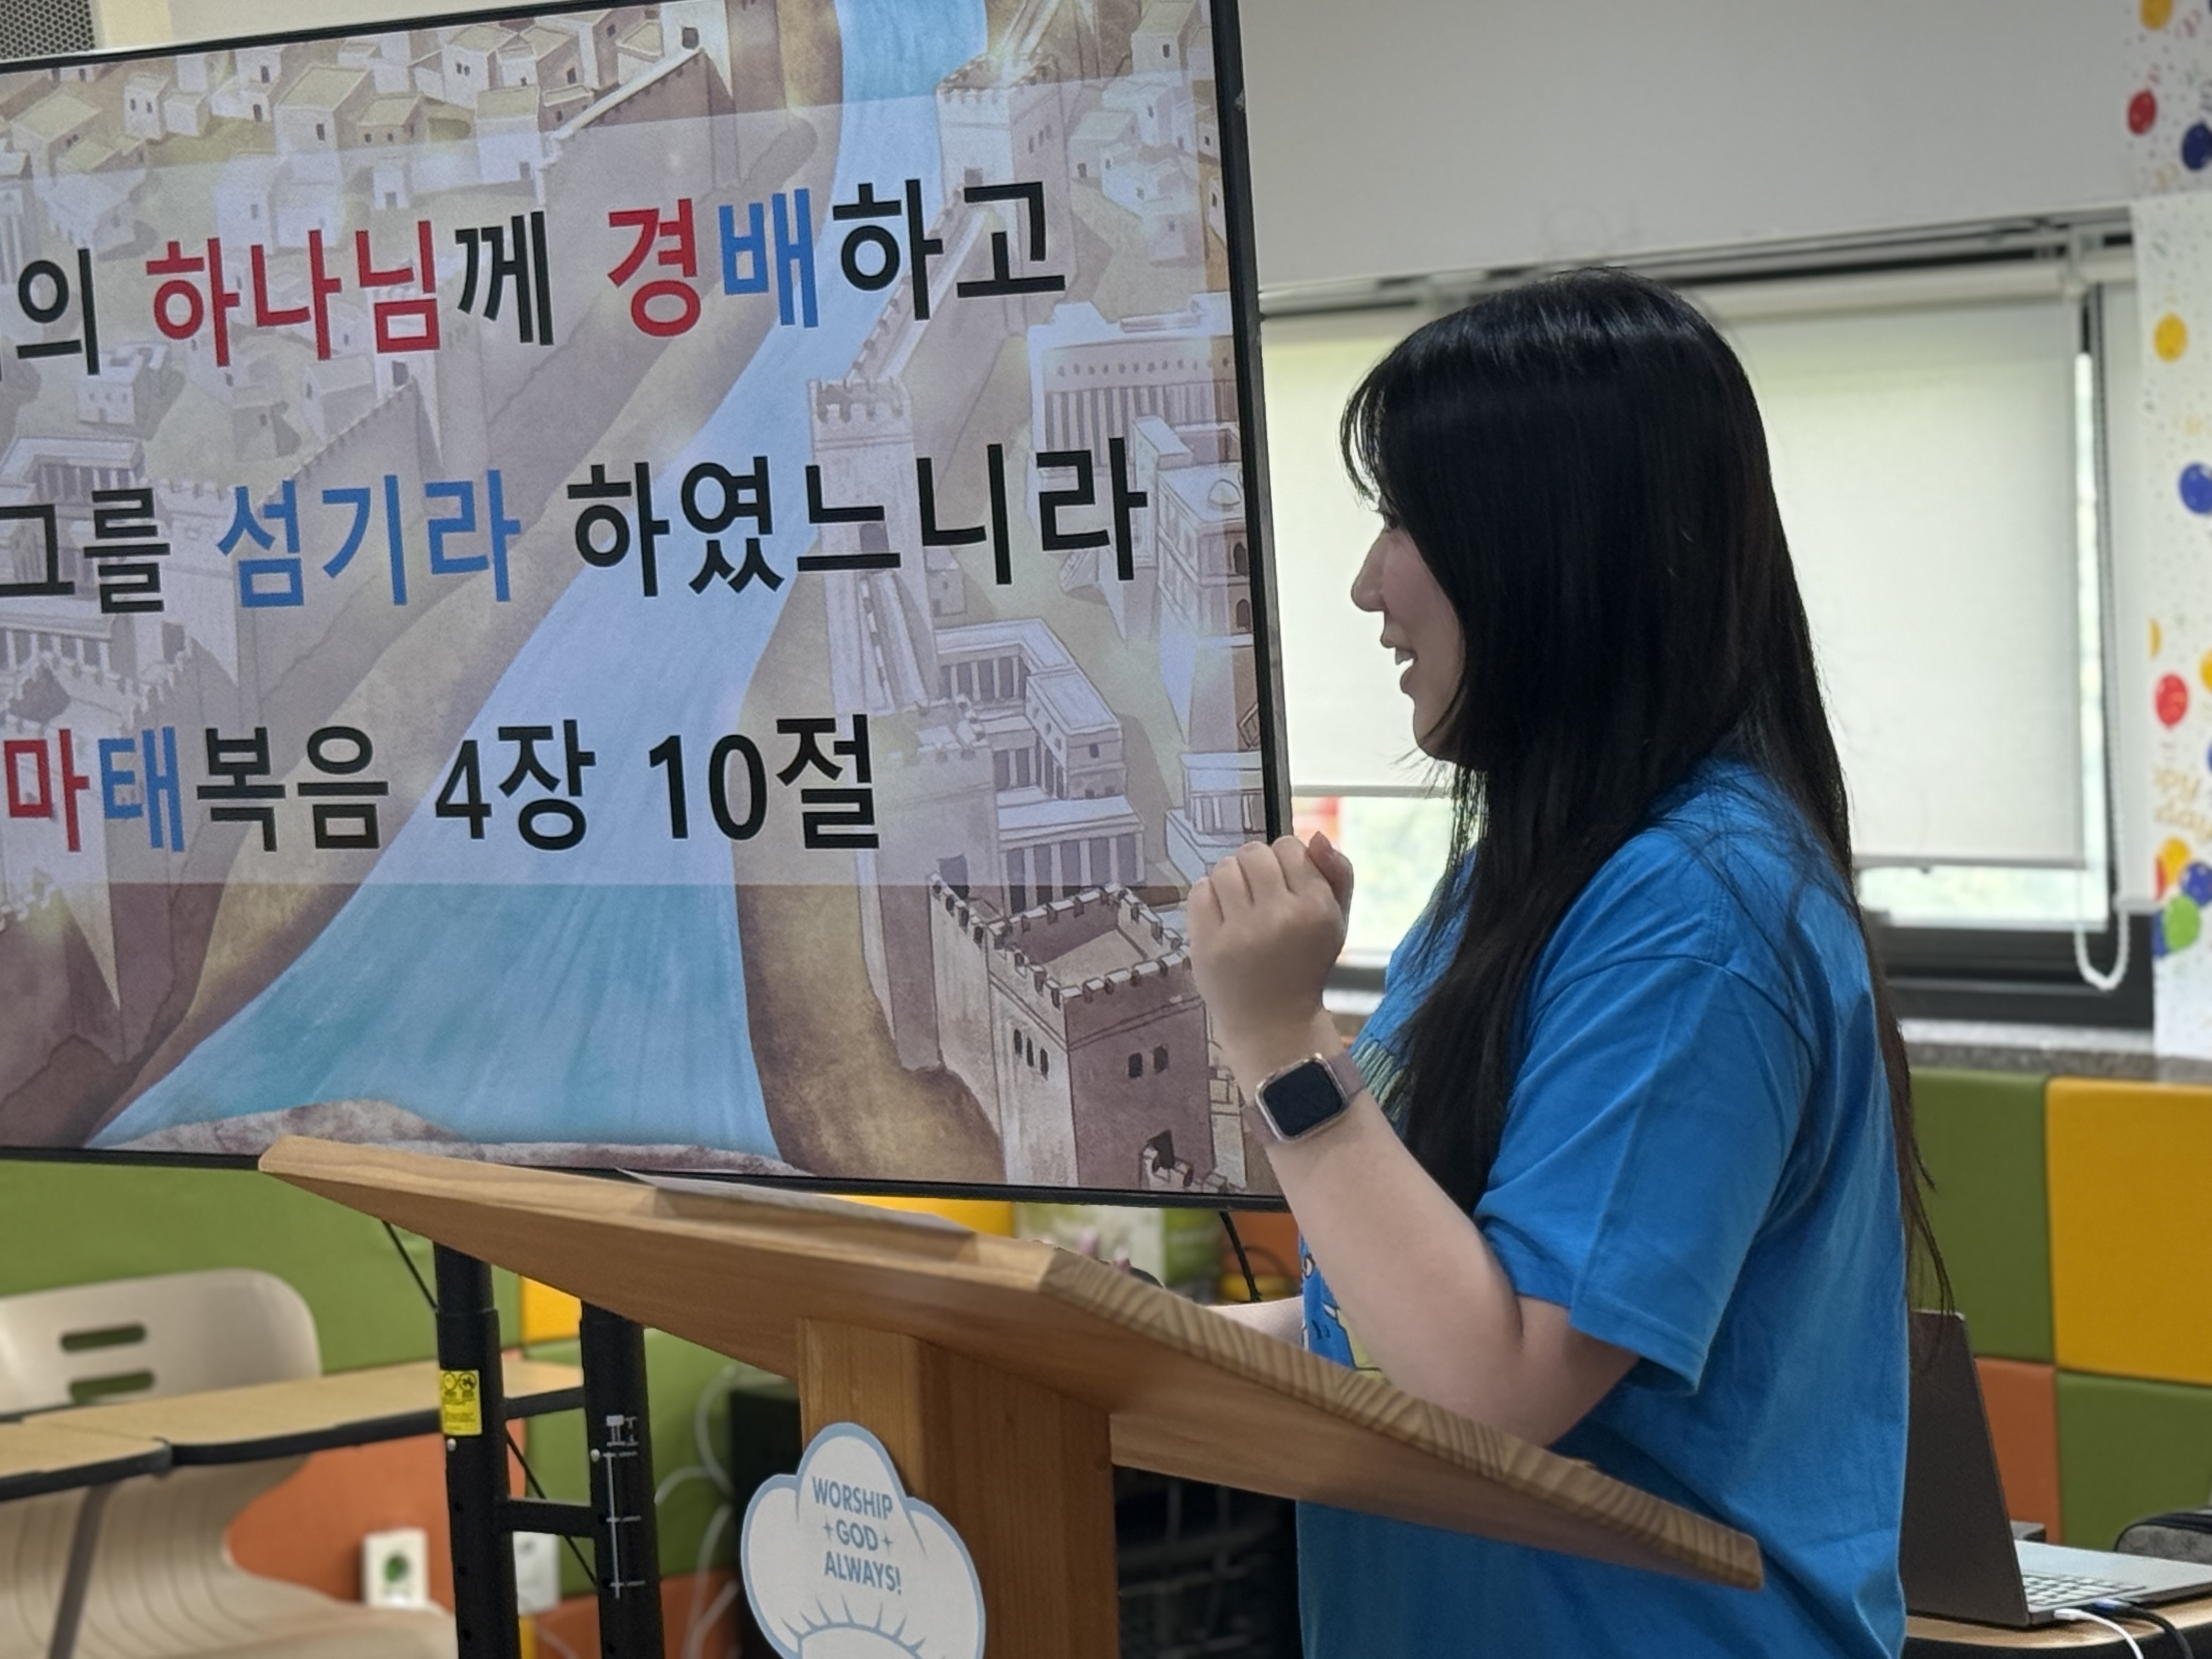 의 하나님께 경배하고
그를 섬기라 하였느니라
마태복음 4장 10절
WORSHIP
GOD
ALWAYS!